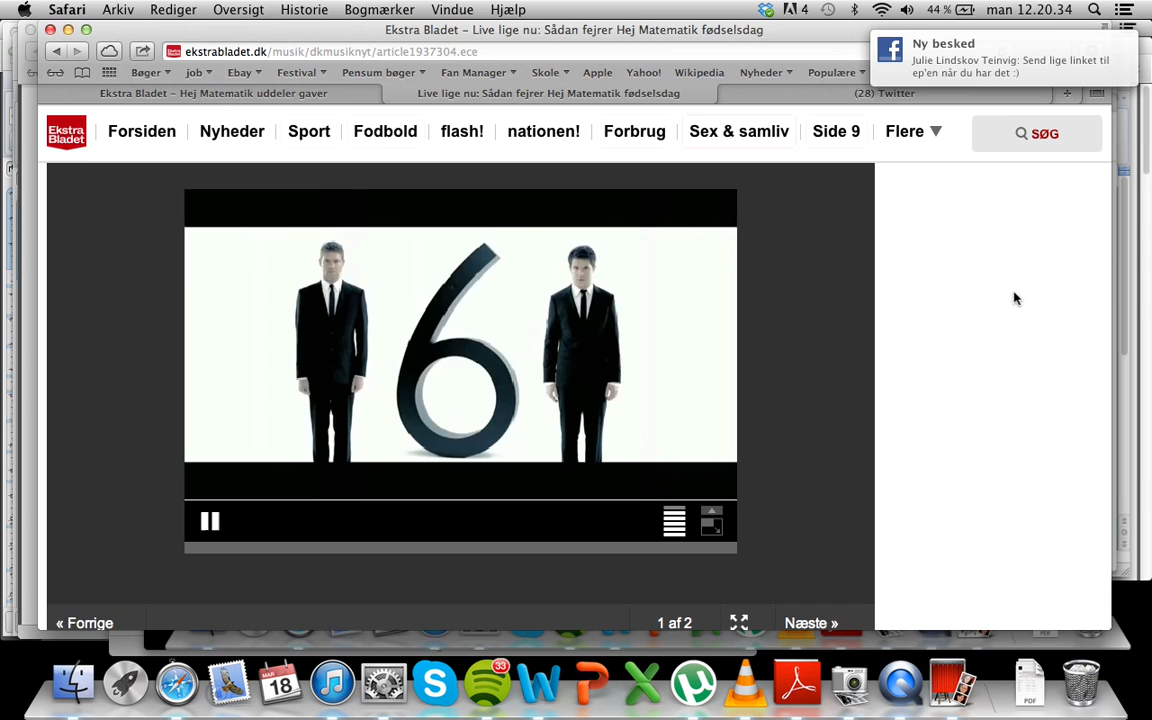 Safari Arkiv Rediger Oversigt Historie Bogmærker Vindue Hjælp 4 44 % man 12.20.34
Ekstra Bladet – Live lige nu: Sådan fejrer Hej Matematik fødselsdag
Ny besked
Julie Lindskov Teinvig: Send lige linket til
ep'en når du har det :)
ekstrabladet.dk/musik/dkmusiknyt/article1937304.ece
Bøger job Ebay Festival Pensum bøger Fan Manager Skole Apple Yahoo! Wikipedia Nyheder Populære
Ekstra Bladet – Hej Matematik uddeler gaver Live lige nu: Sådan fejrer Hej Matematik fødselsdag (28) Twitter
Ekstra
Bladet
Forsiden Nyheder Sport Fodbold flash! nationen! Forbrug Sex & samliv Side 9 Flere SØG
6
« Forrige 1 af 2 Næste »
33
MAR
18
PDF